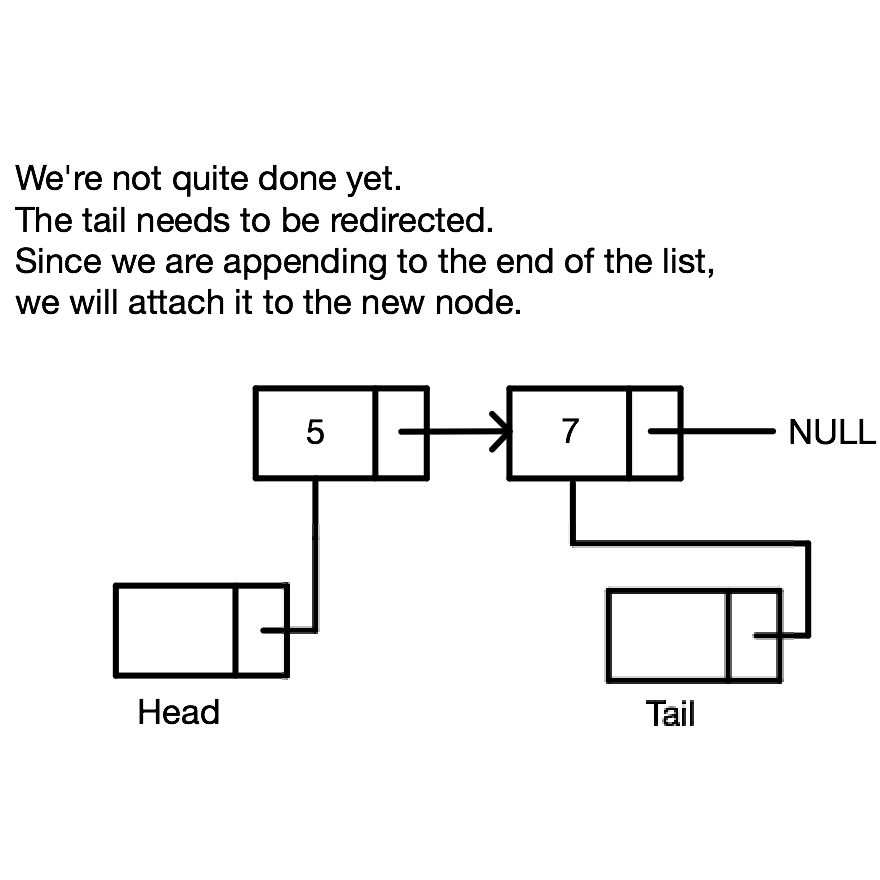 We're not quite done yet.
The tail needs to be redirected.
Since we are appending to the end of the list,
we will attach it to the new node.
5
7
NULL
Head
Tail